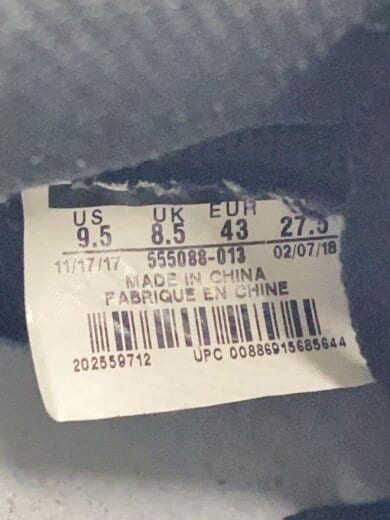 US UK EUR
9.5 8.5 43 27.5
11/17/17 555088-013 02/07/18
MADE IN CHINA
FABRIQUE EN CHINE
202559712 UPC 00886915685644